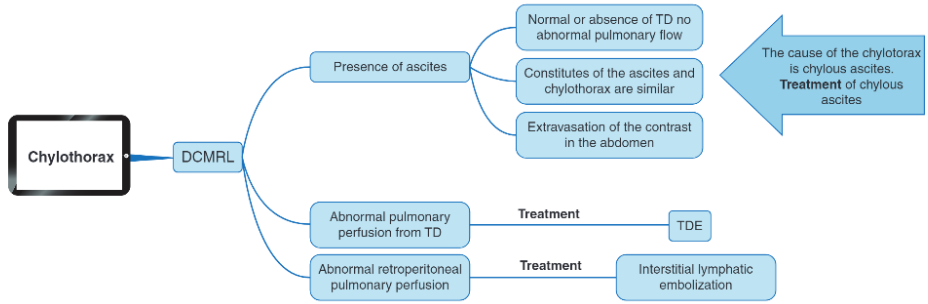 Chylothorax
DCMRL
Presence of ascites
Normal or absence of TD no
abnormal pulmonary flow
Constitutes of the ascites and
chylothorax are similar
Extravasation of the contrast
in the abdomen
The cause of the chylotorax
is chylous ascites.
Treatment of chylous
ascites
Abnormal pulmonary
perfusion from TD
Treatment
TDE
Abnormal retroperitoneal
pulmonary perfusion
Treatment
Interstitial lymphatic
embolization